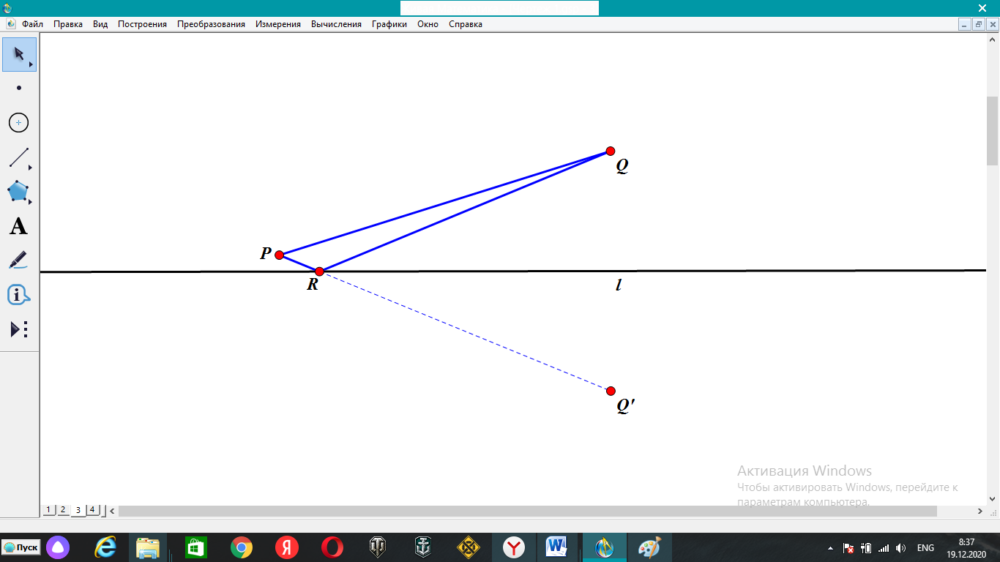 Файл Правка Вид Построения Преобразования Измерения Вычисления Графики Окно Справка
A
Q
P
R
l
Q'
Активация Windows
Чтобы активировать Windows, перейдите к
параметрам компьютера.
1 2 3 4
Пуск
ENG
8:37
19.12.2020